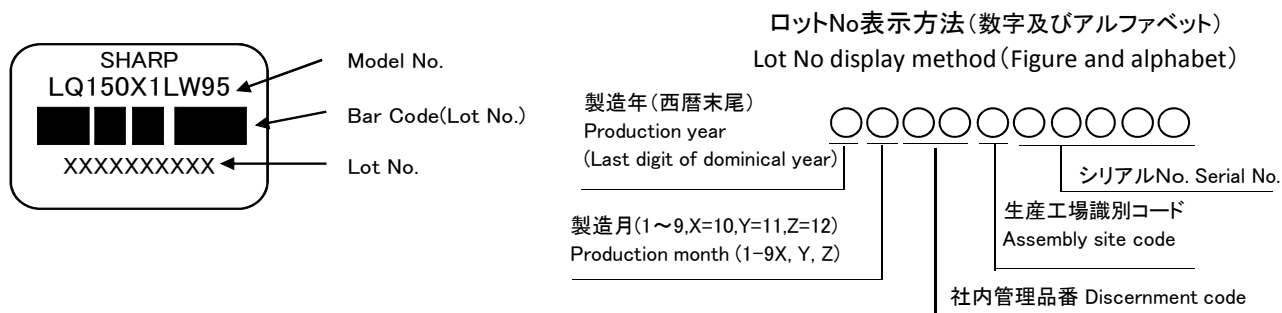 SHARP
LQ150X1LW95
XXXXXXXXXX
Model No.
Bar Code(Lot No.)
Lot No.
ロットNo表示方法(数字及びアルファベット)
Lot No display method(Figure and alphabet)
製造年(西暦末尾)
Production year
(Last digit of dominical year)
○○○○○○○○○○
製造月(1~9,X=10,Y=11,Z=12)
Production month (1-9X, Y, Z)
シリアルNo. Serial No.
生産工場識別コード
Assembly site code
社内管理品番 Discernment code